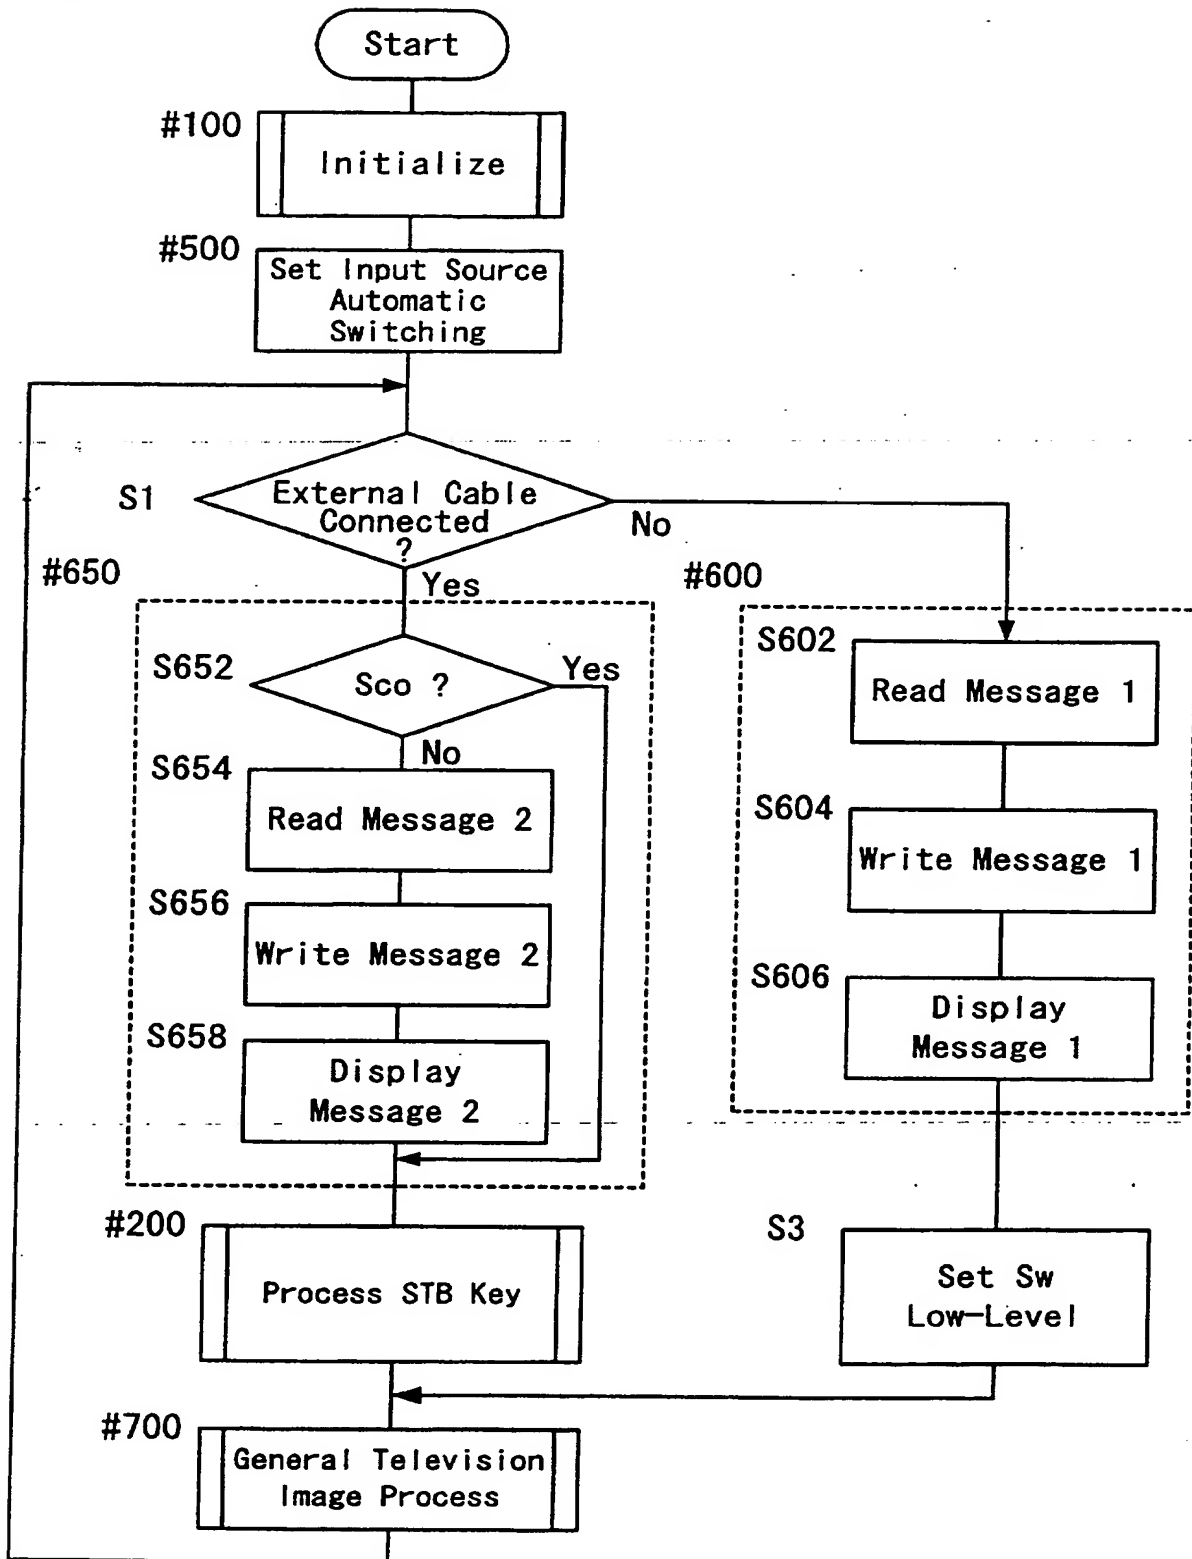 Start
#100
Initialize
#500
Set Input Source
Automatic
Switching
S1
External Cable
Connected
?
No
#650
Yes
#600
S652
Sco ?
Yes
No
S602
Read Message 1
S654
Read Message 2
S604
Write Message 1
S656
Write Message 2
S606
Display
Message 1
S658
Display
Message 2
#200
Process STB Key
S3
Set Sw
Low-Level
#700
General Television
Image Process